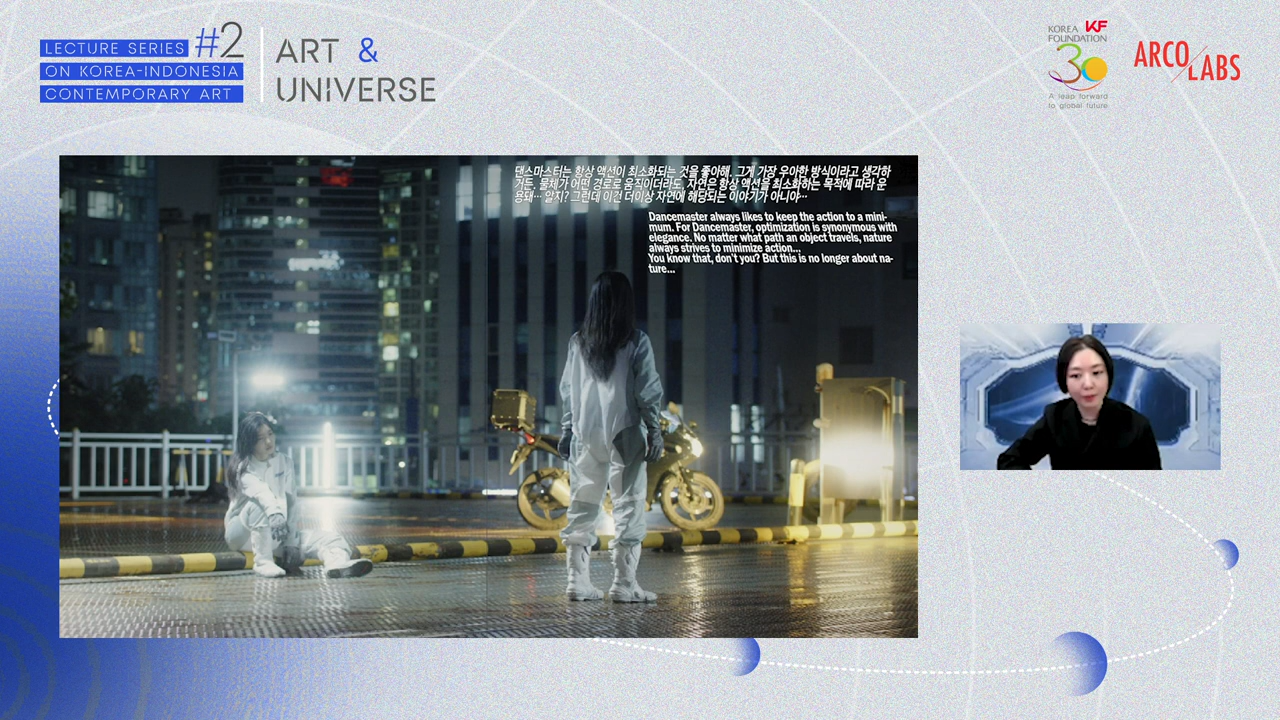 LECTURE SERIES #2
ON KOREA-INDONESIA
CONTEMPORARY ART
ART &
UNIVERSE
KOREA KF
FOUNDATION
30
A leap forward
to global future
ARCO
LABS
댄스마스터는 항상 액션이 최소화되는 것을 좋아해. 그게 가장 우아한 방식이라고 생각하
거든. 물체가 어떤 경로로 움직이더라도, 자연은 항상 액션을 최소화하는 목적에 따라 운
용돼… 알지? 그런데 이건 더이상 자연에 해당되는 이야기가 아니야…
Dancemaster always likes to keep the action to a mini-
mum. For Dancemaster, optimization is synonymous with
elegance. No matter what path an object travels, nature
always strives to minimize action...
You know that, don't you? But this is no longer about na-
ture...